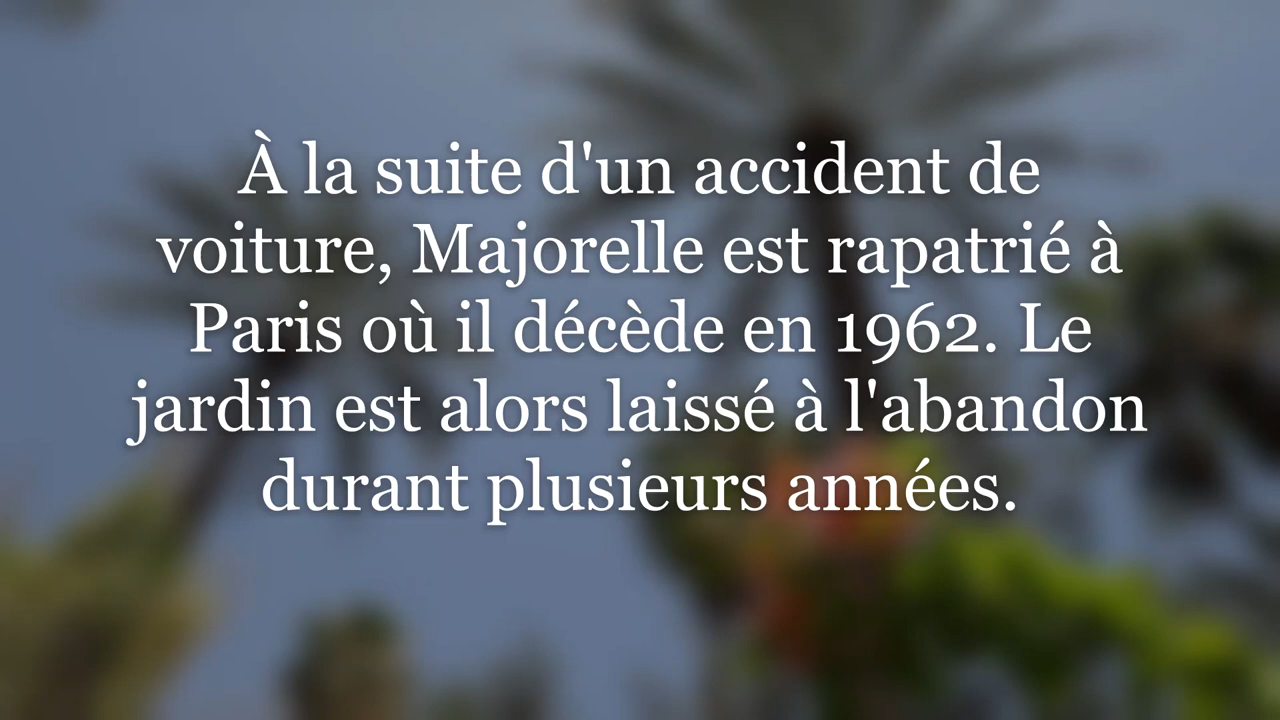 À la suite d'un accident de
voiture, Majorelle est rapatrié à
Paris où il décède en 1962. Le
jardin est alors laissé à l'abandon
durant plusieurs années.